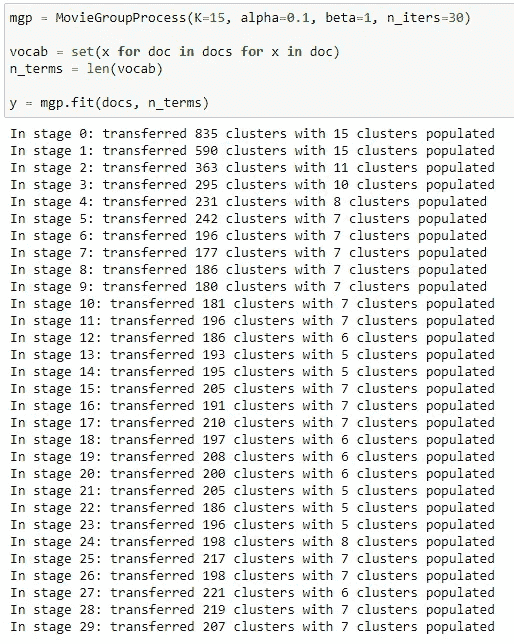 mgp = MovieGroupProcess(K=15, alpha=0.1, beta=1, n_iters=30)
vocab = set(x for doc in docs for x in doc)
n_terms = len(vocab)
y = mgp.fit(docs, n_terms)
In stage 0: transferred 835 clusters with 15 clusters populated
In stage 1: transferred 590 clusters with 15 clusters populated
In stage 2: transferred 363 clusters with 11 clusters populated
In stage 3: transferred 295 clusters with 10 clusters populated
In stage 4: transferred 231 clusters with 8 clusters populated
In stage 5: transferred 242 clusters with 7 clusters populated
In stage 6: transferred 196 clusters with 7 clusters populated
In stage 7: transferred 177 clusters with 7 clusters populated
In stage 8: transferred 186 clusters with 7 clusters populated
In stage 9: transferred 180 clusters with 7 clusters populated
In stage 10: transferred 181 clusters with 7 clusters populated
In stage 11: transferred 196 clusters with 7 clusters populated
In stage 12: transferred 186 clusters with 6 clusters populated
In stage 13: transferred 193 clusters with 5 clusters populated
In stage 14: transferred 195 clusters with 5 clusters populated
In stage 15: transferred 205 clusters with 7 clusters populated
In stage 16: transferred 191 clusters with 7 clusters populated
In stage 17: transferred 210 clusters with 7 clusters populated
In stage 18: transferred 197 clusters with 6 clusters populated
In stage 19: transferred 208 clusters with 6 clusters populated
In stage 20: transferred 200 clusters with 6 clusters populated
In stage 21: transferred 205 clusters with 5 clusters populated
In stage 22: transferred 186 clusters with 5 clusters populated
In stage 23: transferred 196 clusters with 5 clusters populated
In stage 24: transferred 198 clusters with 8 clusters populated
In stage 25: transferred 217 clusters with 7 clusters populated
In stage 26: transferred 198 clusters with 7 clusters populated
In stage 27: transferred 221 clusters with 6 clusters populated
In stage 28: transferred 219 clusters with 7 clusters populated
In stage 29: transferred 207 clusters with 7 clusters populated